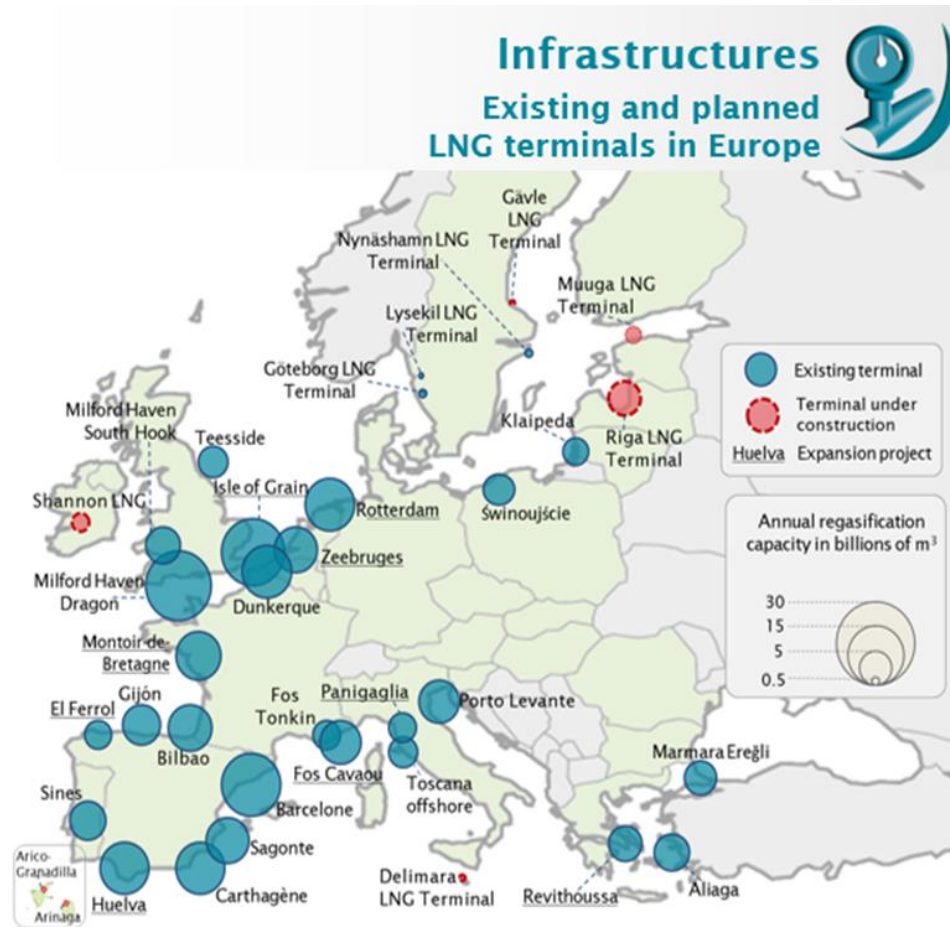 Infrastructures
Existing and planned
LNG terminals in Europe
Gävle
LNG
Terminal
Nynäshamn LNG
Terminal
Muuga LNG
Terminal
Lysekil LNG
Terminal
Göteborg LNG
Terminal
Existing terminal
Terminal under
construction
Huelva Expansion project
Milford Haven
South Hook
Teesside
Klaipeda
Riga LNG
Terminal
Isle of Grain
Shannon LNG
Rotterdam
Świnoujście
Zeebruges
Annual regasification
capacity in billions of m³
30
15
5
0.5
Milford Haven
Dragon
Dunkerque
Montoir-de-
Bretagne
Gijón
El Ferrol
Fos
Tonkin
Panigaglia
Porto Levante
Bilbao
Fos Cavaou
Toscana
offshore
Marmara Ereğli
Sines
Barcelone
Sagonte
Arico-
Granadilla
Arinaga
Huelva
Carthagène
Delimara
LNG Terminal
Revithoussa
Aliaga